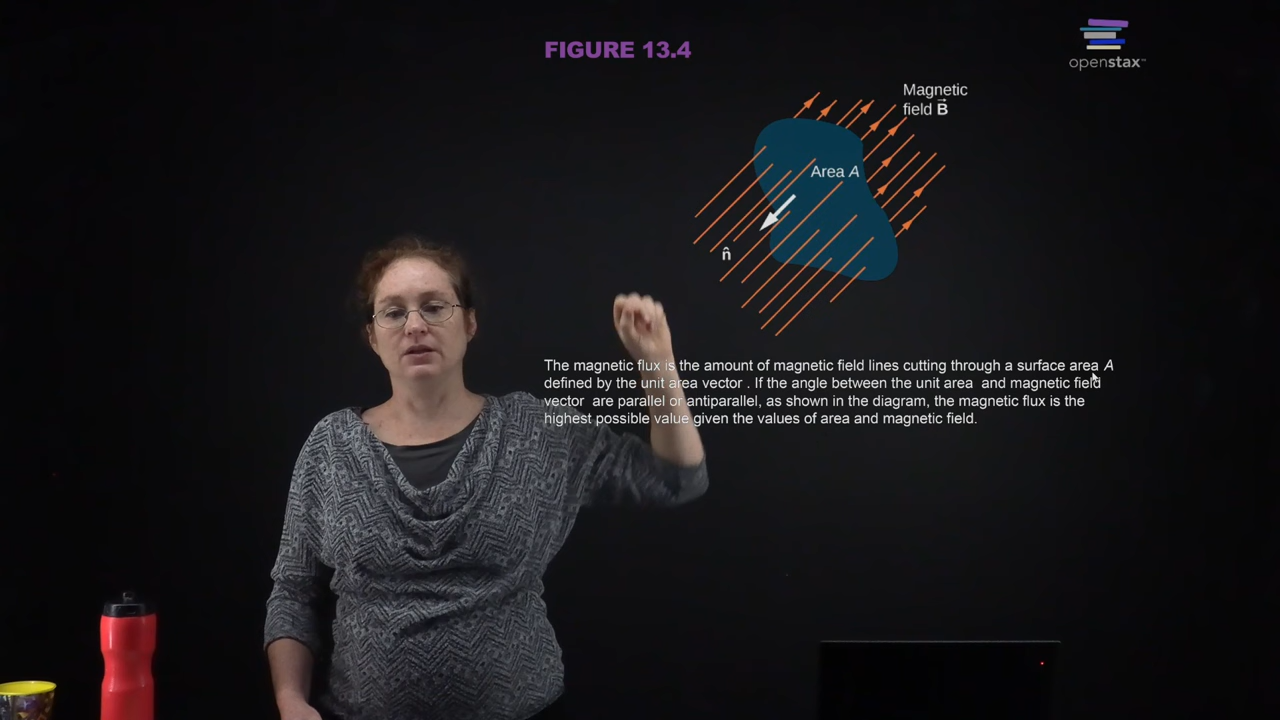 FIGURE 13.4
openstax™
Magnetic
field B⃗
Area A
n̂
The magnetic flux is the amount of magnetic field lines cutting through a surface area A
defined by the unit area vector . If the angle between the unit area  and magnetic field
vector  are parallel or antiparallel, as shown in the diagram, the magnetic flux is the
highest possible value given the values of area and magnetic field.